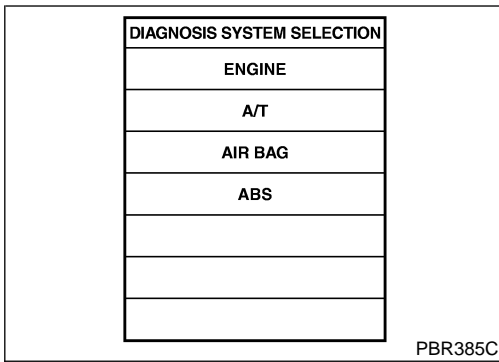 DIAGNOSIS SYSTEM SELECTION
ENGINE
A/T
AIR BAG
ABS
PBR385C